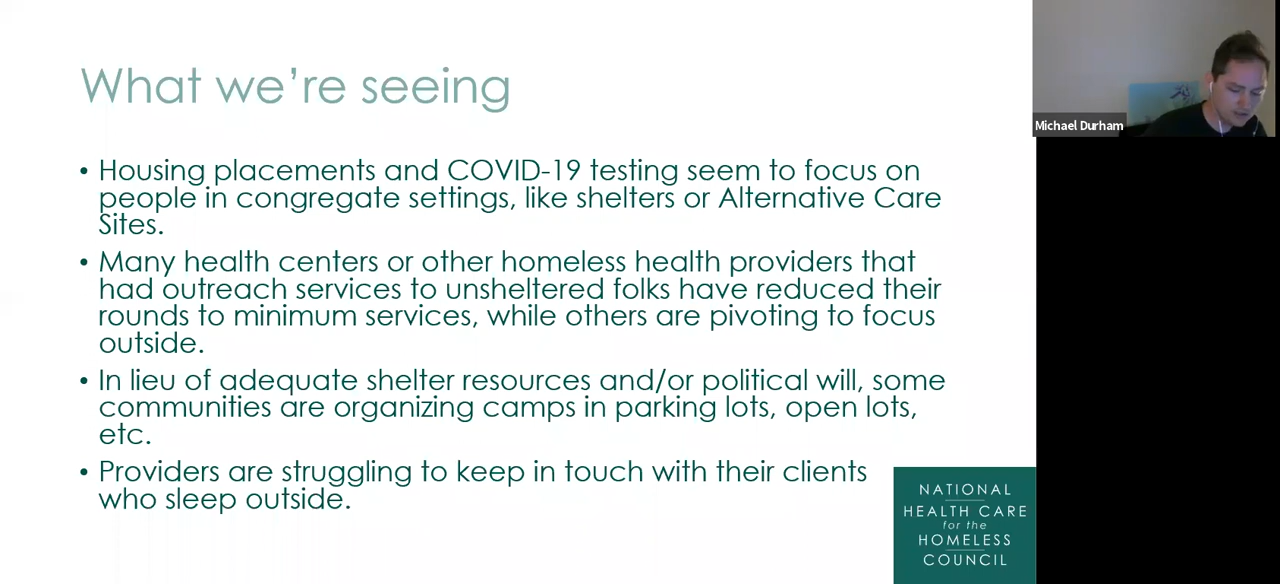 What we're seeing
Michael Durham
• Housing placements and COVID-19 testing seem to focus on
people in congregate settings, like shelters or Alternative Care
Sites.
• Many health centers or other homeless health providers that
had outreach services to unsheltered folks have reduced their
rounds to minimum services, while others are pivoting to focus
outside.
• In lieu of adequate shelter resources and/or political will, some
communities are organizing camps in parking lots, open lots,
etc.
• Providers are struggling to keep in touch with their clients
who sleep outside.
NATIONAL
HEALTH CARE
for the
HOMELESS
COUNCIL